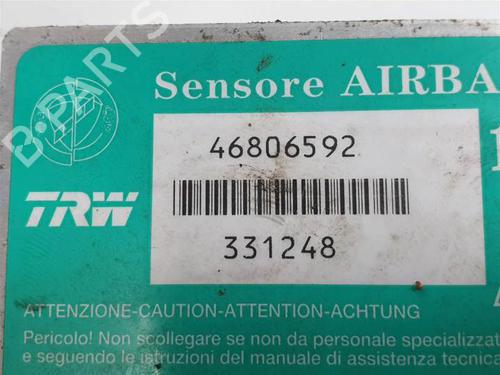 Sensore AIRBA
46806592
TRW
331248
ATTENZIONE-CAUTION-ATTENTION-ACHTUNG
Pericolo! Non scollegare se non da personale specializzat
e seguendo le istruzioni del manuale di assistenza tecnica
B-PARTS